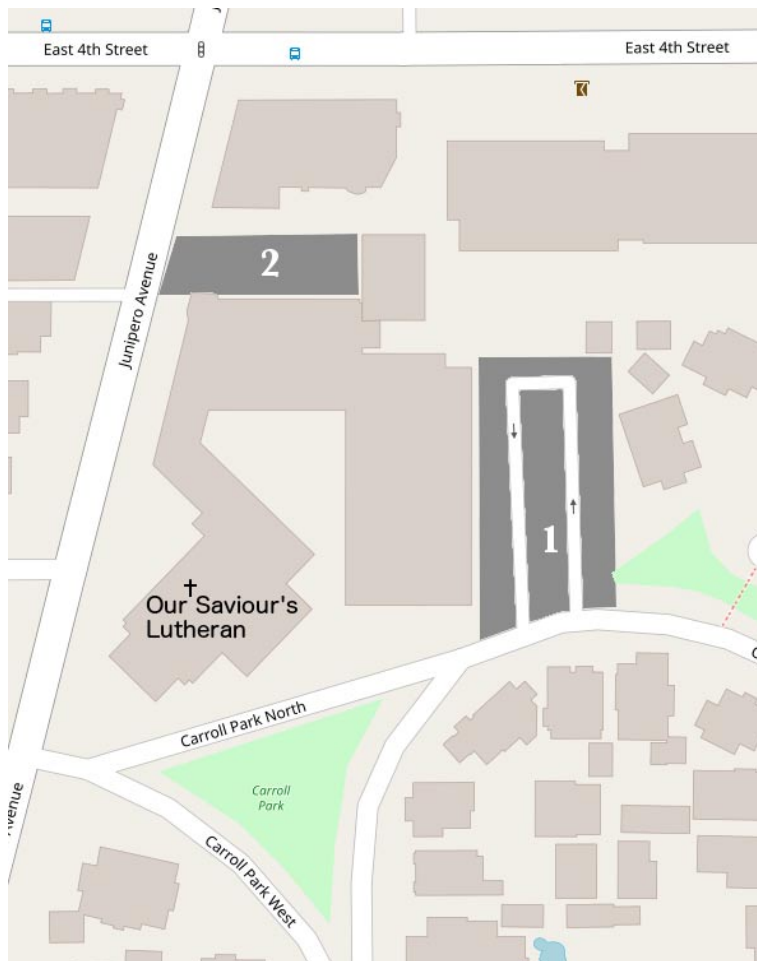 East 4th Street
East 4th Street
2
Junipero Avenue
1
Our Saviour's
Lutheran
Carroll Park North
Carroll
Park
Avenue
Carroll Park West